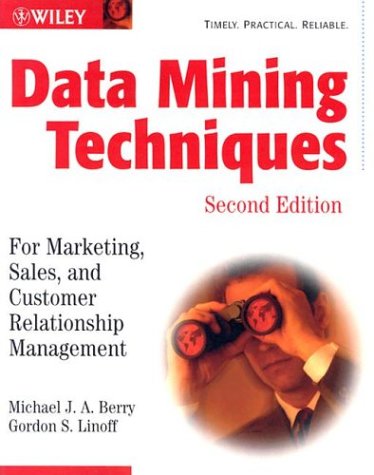 WILEY
TIMELY. PRACTICAL. RELIABLE.
Data Mining
Techniques
Second Edition
For Marketing,
Sales, and
Customer
Relationship
Management
Michael J. A. Berry
Gordon S. Linoff